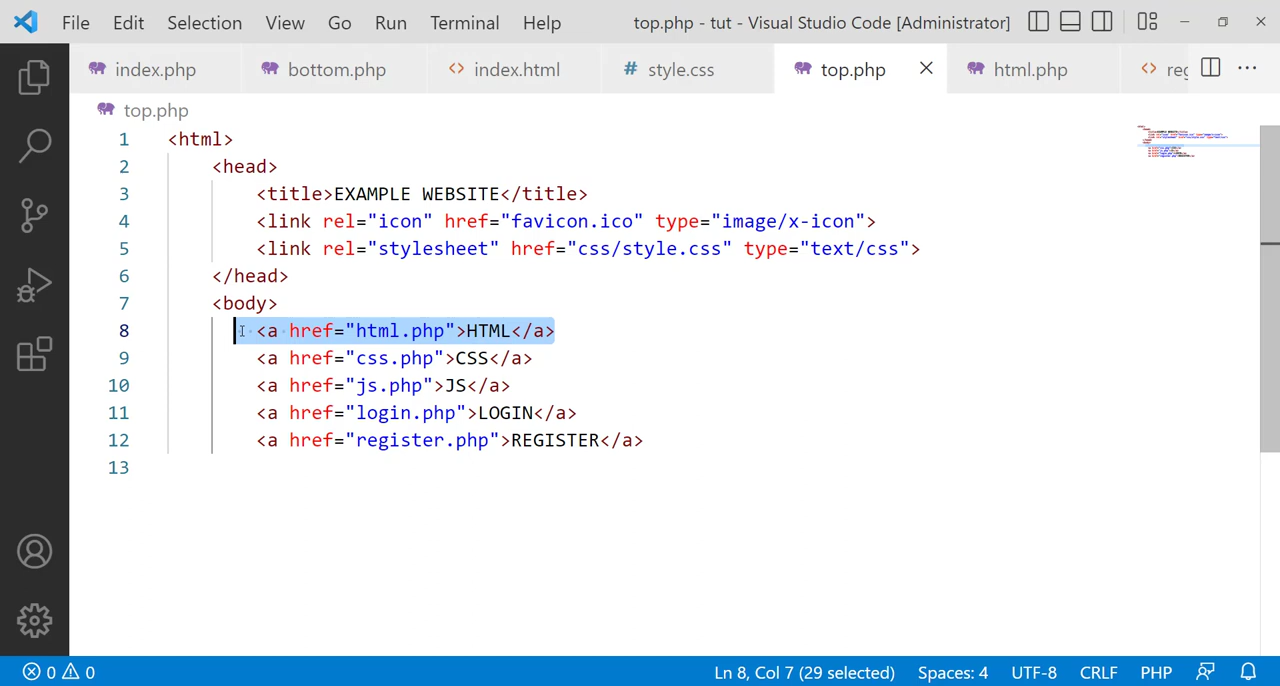 File Edit Selection View Go Run Terminal Help top.php - tut - Visual Studio Code [Administrator]
index.php bottom.php index.html # style.css top.php html.php
top.php
1 <html>
2 <head>
3 <title>EXAMPLE WEBSITE</title>
4 <link rel="icon" href="favicon.ico" type="image/x-icon">
5 <link rel="stylesheet" href="css/style.css" type="text/css">
6 </head>
7 <body>
8 <a href="html.php">HTML</a>
9 <a href="css.php">CSS</a>
10 <a href="js.php">JS</a>
11 <a href="login.php">LOGIN</a>
12 <a href="register.php">REGISTER</a>
13
0 0 Ln 8, Col 7 (29 selected) Spaces: 4 UTF-8 CRLF PHP